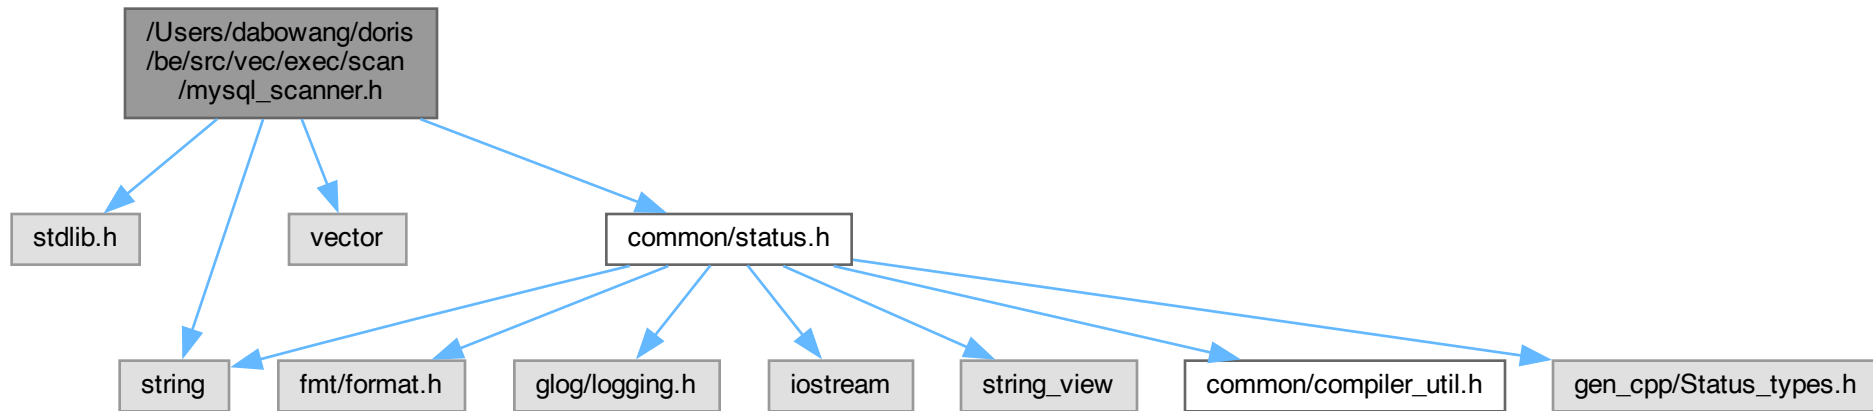 /Users/dabowang/doris
/be/src/vec/exec/scan
/mysql_scanner.h
stdlib.h
vector
common/status.h
string
fmt/format.h
glog/logging.h
iostream
string_view
common/compiler_util.h
gen_cpp/Status_types.h